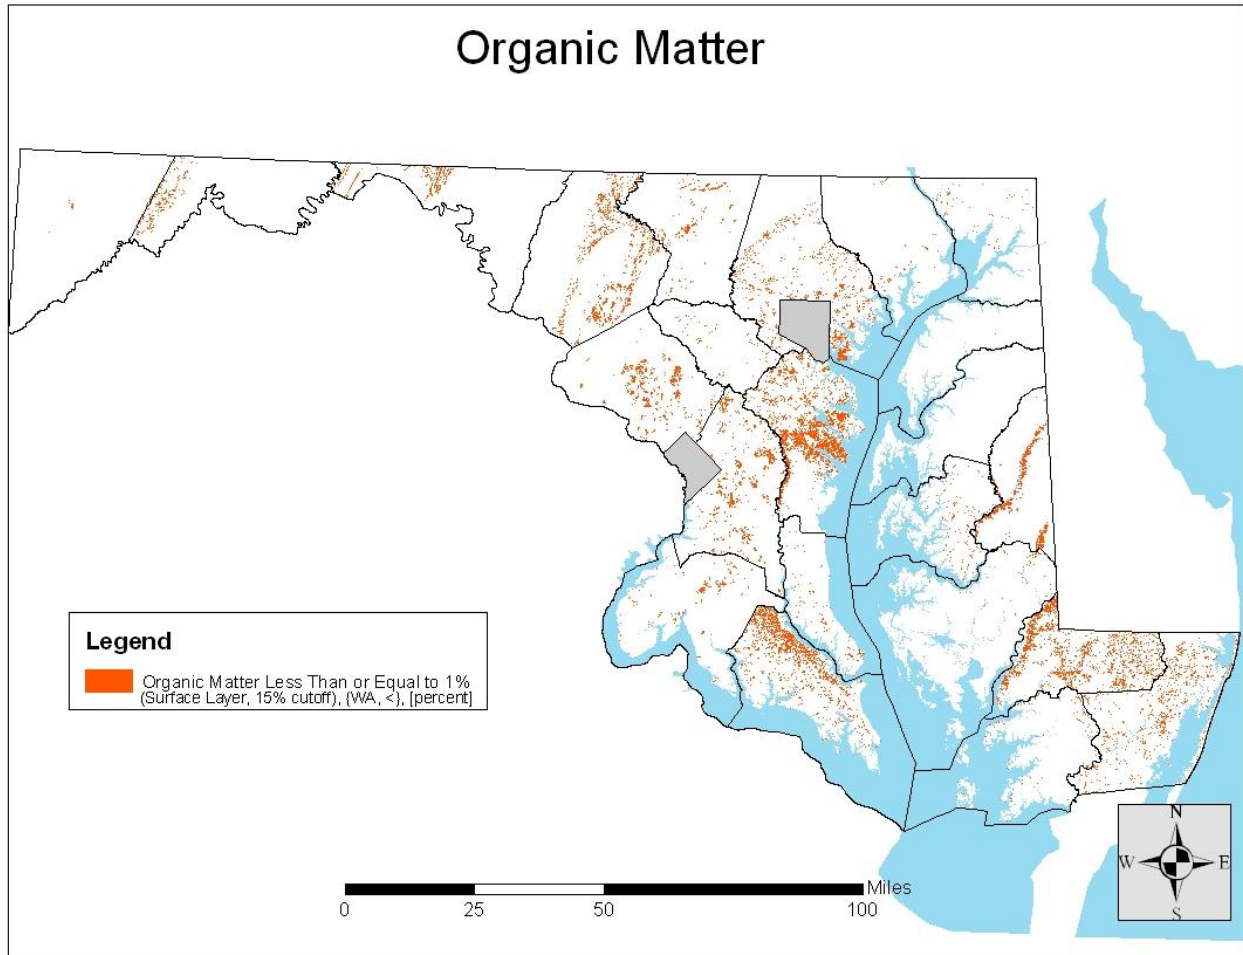 Organic Matter
Legend
Organic Matter Less Than or Equal to 1%
(Surface Layer, 15% cutoff), {WA, <}, [percent]
Miles
0 25 50 100
N
W E
S